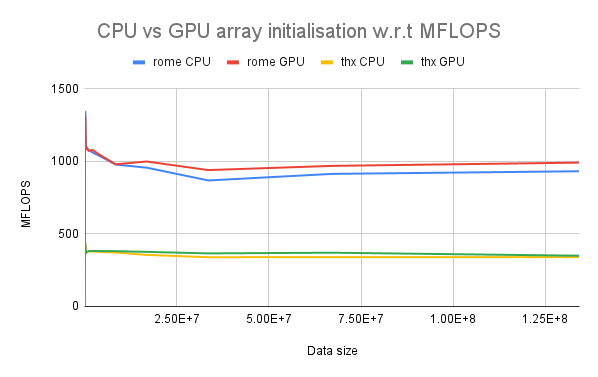 CPU vs GPU array initialisation w.r.t MFLOPS
rome CPU rome GPU thx CPU thx GPU
1500
1000
500
0
MFLOPS
2.50E+7 5.00E+7 7.50E+7 1.00E+8 1.25E+8
Data size